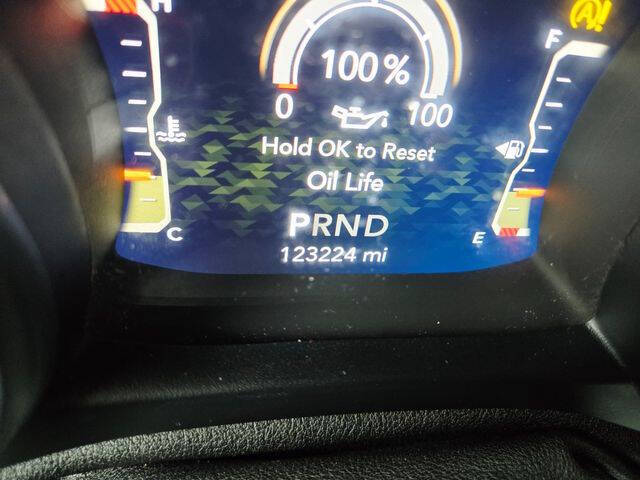 H
A!
F
100%
0
100
Hold OK to Reset
Oil Life
PRND
C
E
123224 mi